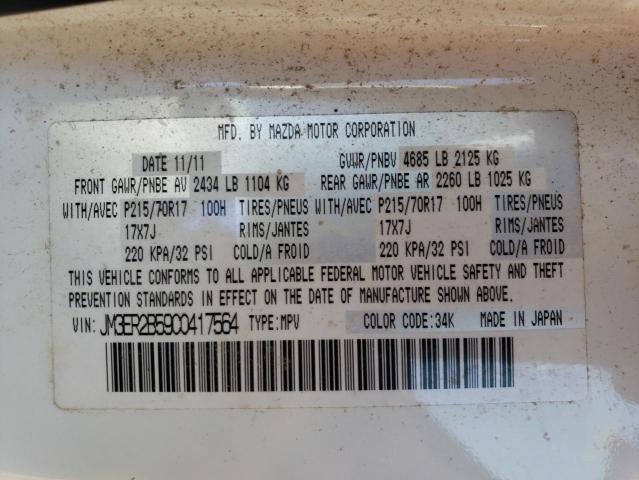 MFD. BY MAZDA MOTOR CORPORATION
DATE 11/11 GVWR/PNBV 4685 LB 2125 KG
FRONT GAWR/PNBE AV 2434 LB 1104 KG REAR GAWR/PNBE AR 2260 LB 1025 KG
WITH/AVEC P215/70R17 100H TIRES/PNEUS WITH/AVEC P215/70R17 100H TIRES/PNEUS
17X7J RIMS/JANTES 17X7J RIMS/JANTES
220 KPA/32 PSI COLD/A FROID 220 KPA/32 PSI COLD/A FROID
THIS VEHICLE CONFORMS TO ALL APPLICABLE FEDERAL MOTOR VEHICLE SAFETY AND THEFT
PREVENTION STANDARDS IN EFFECT ON THE DATE OF MANUFACTURE SHOWN ABOVE.
VIN: JM3ER2B59C0417564 TYPE:MPV COLOR CODE:34K MADE IN JAPAN